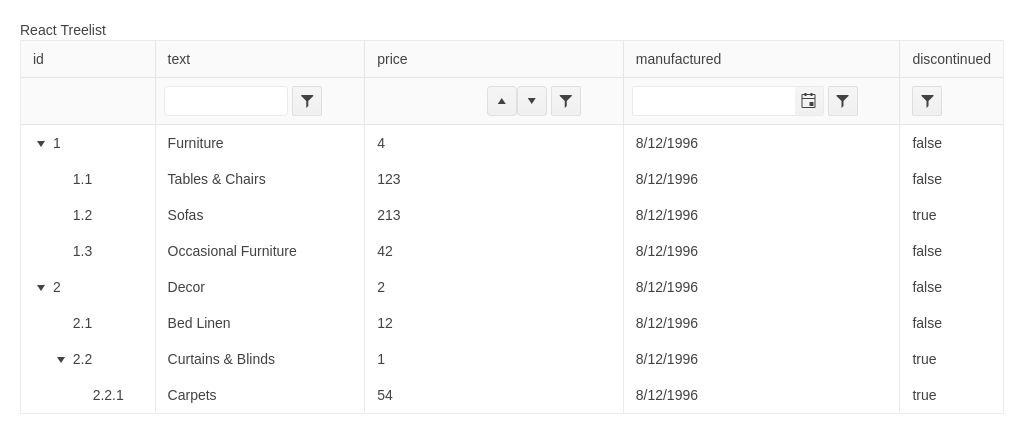 React Treelist
id text price manufactured discontinued
1 Furniture 4 8/12/1996 false
1.1 Tables & Chairs 123 8/12/1996 false
1.2 Sofas 213 8/12/1996 true
1.3 Occasional Furniture 42 8/12/1996 false
2 Decor 2 8/12/1996 false
2.1 Bed Linen 12 8/12/1996 false
2.2 Curtains & Blinds 1 8/12/1996 true
2.2.1 Carpets 54 8/12/1996 true